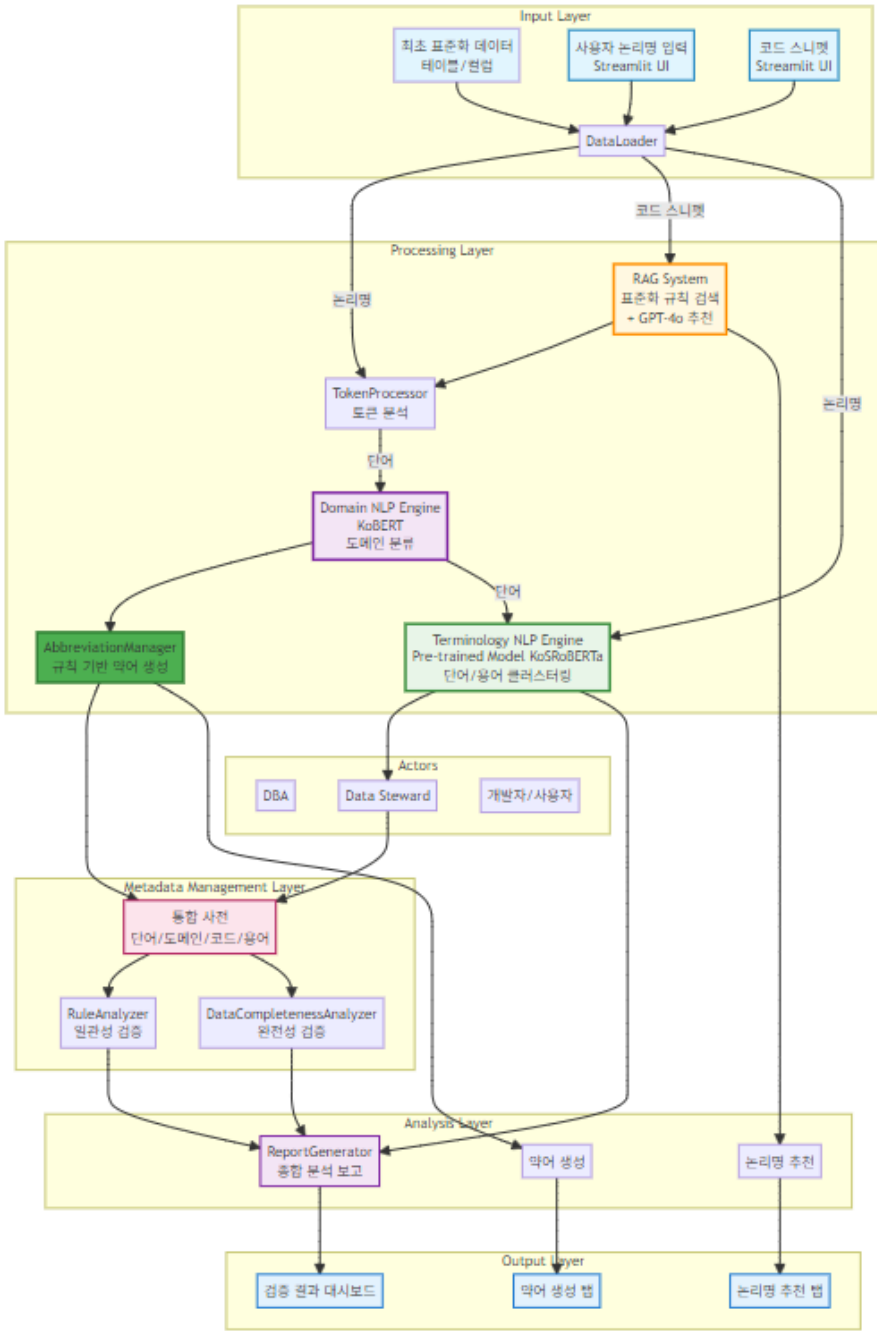 Input Layer
최초 표준화 데이터
테이블/컬럼
사용자 논리명 입력
Streamlit UI
코드 스니펫
Streamlit UI
DataLoader
코드 스니펫
Processing Layer
RAG System
표준화 규칙 검색
+ GPT-4o 추천
논리명
TokenProcessor
토큰 분석
논리명
단어
Domain NLP Engine
KoBERT
도메인 분류
단어
AbbreviationManager
규칙 기반 약어 생성
Terminology NLP Engine
Pre-trained Model KoSRoBERTa
단어/용어 클러스터링
Actors
DBA
Data Steward
개발자/사용자
Metadata Management Layer
통합 사전
단어/도메인/코드/용어
RuleAnalyzer
일관성 검증
DataCompletenessAnalyzer
완전성 검증
Analysis Layer
ReportGenerator
종합 분석 보고
약어 생성
논리명 추천
Output Layer
검증 결과 대시보드
약어 생성 탭
논리명 추천 탭